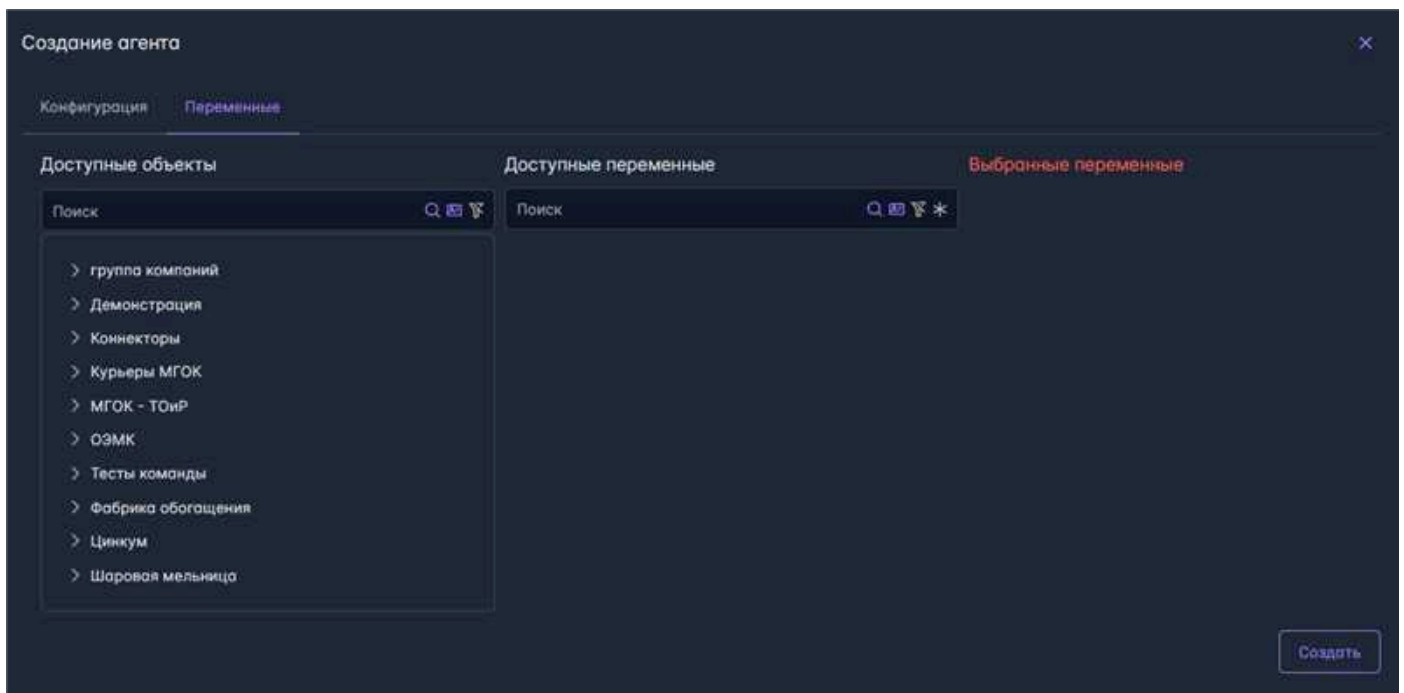 Создание агента
Конфигурация Переменные
Доступные объекты Доступные переменные Выбранные переменные
Поиск Поиск
группа компаний
Демонстрация
Коннекторы
Курьеры МГОК
МГОК - ТОиР
ОЭМК
Тесты команды
Фабрика обогащения
Цинкум
Шаровая мельница
Создать